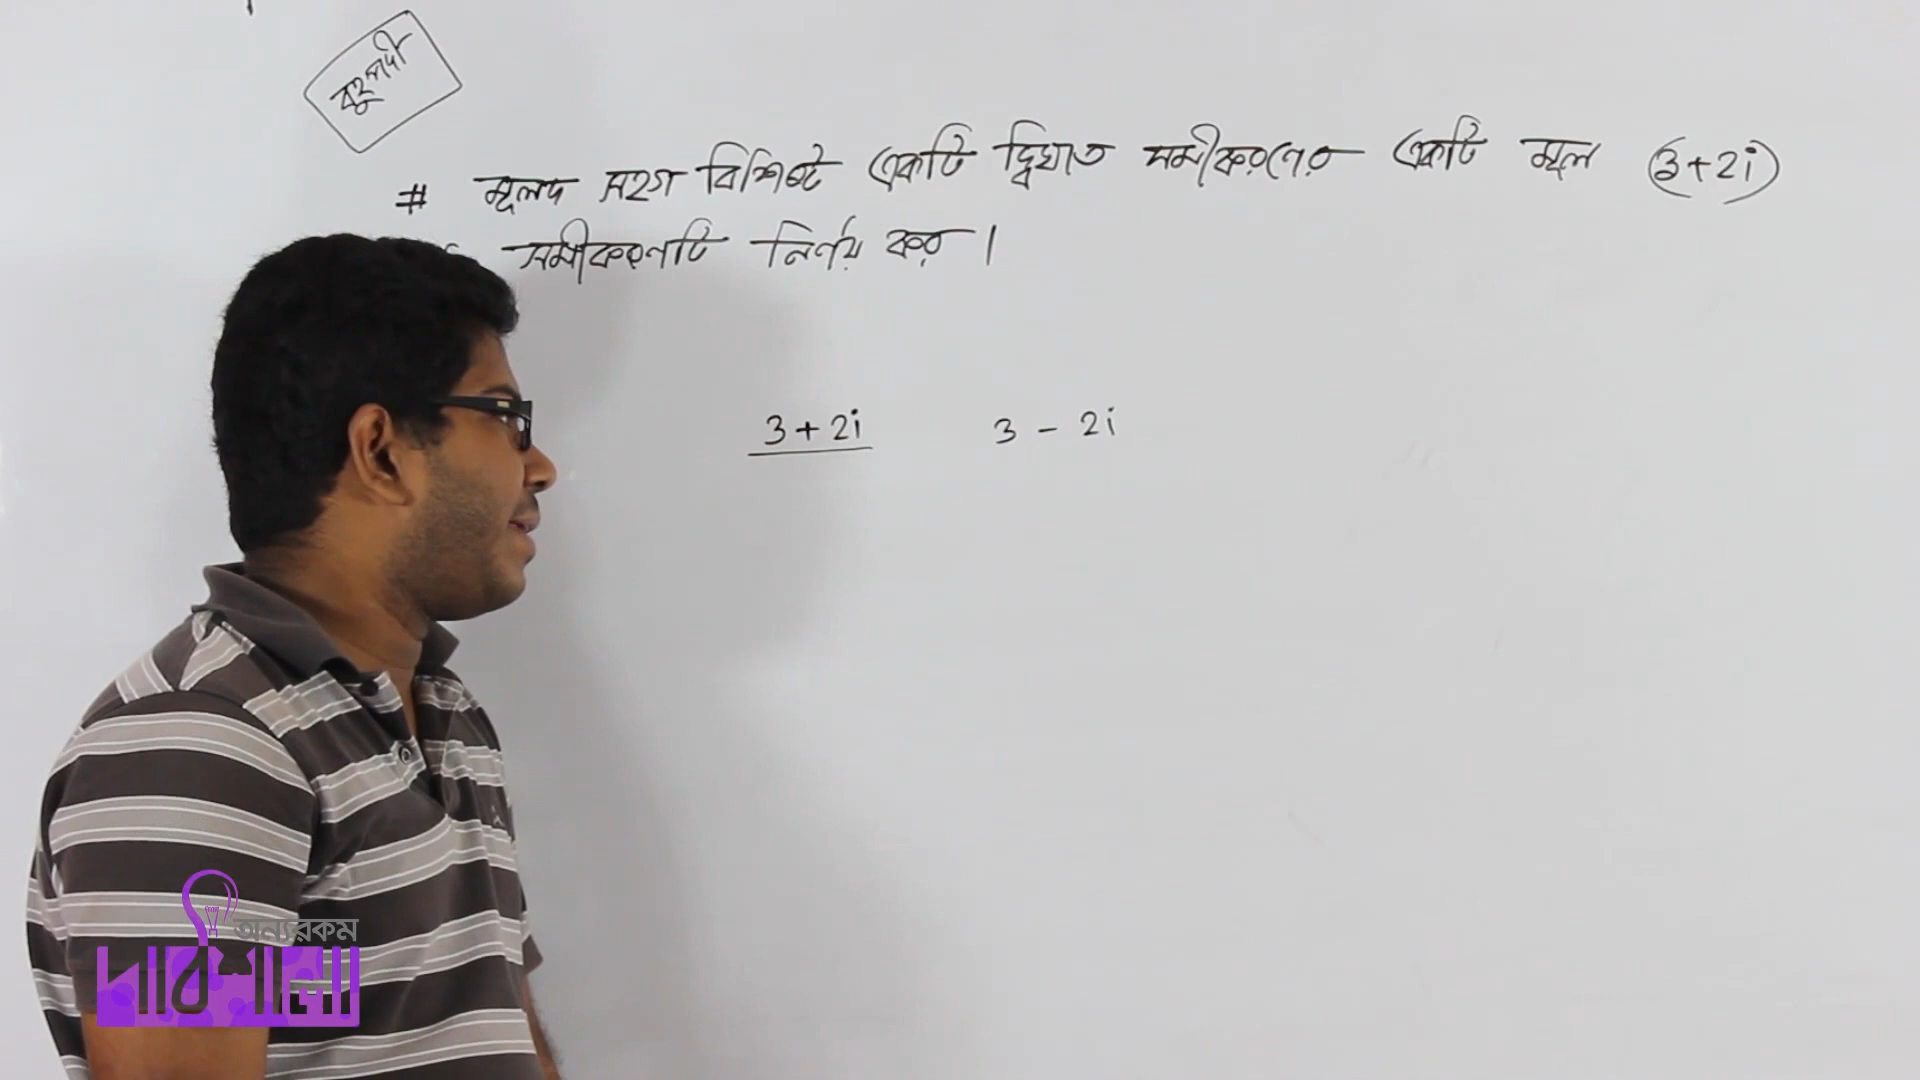 বহুপদী
# মূলদ সহগ বিশিষ্ট একটি দ্বিঘাত সমীকরণের একটি মূল (3+2i)
সমীকরণটি নির্ণয় কর।
3+2i 3-2i
অন্যরকম
পাঠশালা